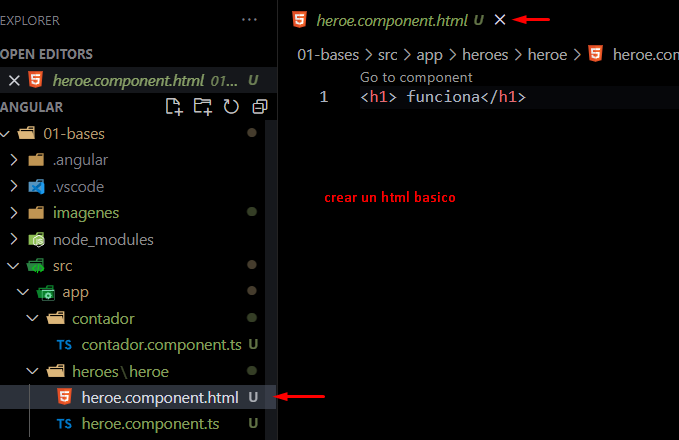 EXPLORER ···
OPEN EDITORS
heroe.component.html 01... U
ANGULAR
01-bases
.angular
.vscode
imagenes
node_modules
src
app
contador
TS contador.component.ts U
heroes\heroe
heroe.component.html U
TS heroe.component.ts U
heroe.component.html U
01-bases > src > app > heroes > heroe > heroe.com
Go to component
1 <h1> funciona</h1>
crear un html basico